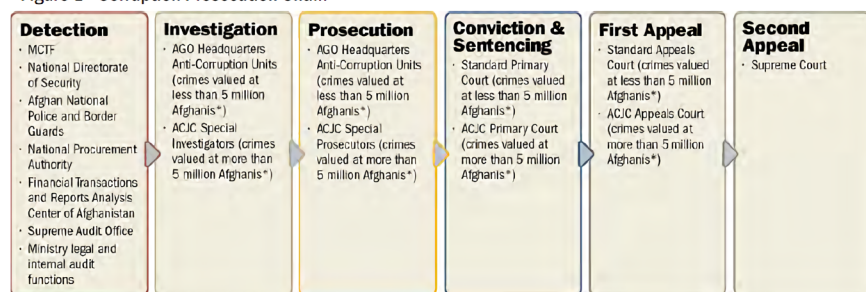 Detection
· MCTF
· National Directorate
of Security
· Afghan National
Police and Border
Guards
· National Procurement
Authority
· Financial Transactions
and Reports Analysis
Center of Afghanistan
· Supreme Audit Office
· Ministry legal and
internal audit
functions
Investigation
· AGO Headquarters
Anti-Corruption Units
(crimes valued at
less than 5 million
Afghanis*)
· ACJC Special
Investigators (crimes
valued at more than
5 million Afghanis*)
Prosecution
· AGO Headquarters
Anti-Corruption Units
(crimes valued at
less than 5 million
Afghanis*)
· ACJC Special
Prosecutors (crimes
valued at more than
5 million Afghanis*)
Conviction &
Sentencing
· Standard Primary
Court (crimes valued
at less than 5 million
Afghanis*)
· ACJC Primary Court
(crimes valued at
more than 5 million
Afghanis*)
First Appeal
· Standard Appeals
Court (crimes valued
at less than 5 million
Afghanis*)
· ACJC Appeals Court
(crimes valued at
more than 5 million
Afghanis*)
Second
Appeal
· Supreme Court